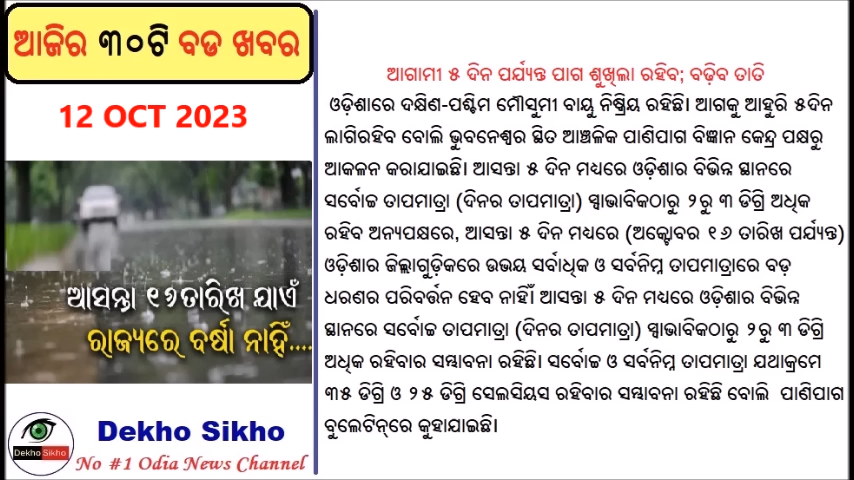 ଆଜିର ୩୦ଟି ବଡ ଖବର
12 OCT 2023
ଆସନ୍ତା ୧୬ତାରିଖ ଯାଏଁ
ରାଜ୍ୟରେ ବର୍ଷା ନାହିଁ....
Dekho Sikho
Dekho Sikho
No #1 Odia News Channel
ଆଗାମୀ ୫ ଦିନ ପର୍ଯ୍ୟନ୍ତ ପାଗ ଶୁଖିଲା ରହିବ; ବଢ଼ିବ ତାତି
ଓଡ଼ିଶାରେ ଦକ୍ଷିଣ-ପଶ୍ଚିମ ମୌସୁମୀ ବାୟୁ ନିଷ୍କ୍ରିୟ ରହିଛି। ଆଗକୁ ଆହୁରି ୫ଦିନ
ଲାଗିରହିବ ବୋଲି ଭୁବନେଶ୍ୱର ସ୍ଥିତ ଆଞ୍ଚଳିକ ପାଣିପାଗ ବିଜ୍ଞାନ କେନ୍ଦ୍ର ପକ୍ଷରୁ
ଆକଳନ କରାଯାଇଛି। ଆସନ୍ତା ୫ ଦିନ ମଧ୍ୟରେ ଓଡ଼ିଶାର ବିଭିନ୍ନ ସ୍ଥାନରେ
ସର୍ବୋଚ୍ଚ ତାପମାତ୍ରା (ଦିନର ତାପମାତ୍ରା) ସ୍ୱାଭାବିକଠାରୁ ୨ରୁ ୩ ଡିଗ୍ରି ଅଧିକ
ରହିବ ଅନ୍ୟପକ୍ଷରେ, ଆସନ୍ତା ୫ ଦିନ ମଧ୍ୟରେ (ଅକ୍ଟୋବର ୧୬ ତାରିଖ ପର୍ଯ୍ୟନ୍ତ)
ଓଡ଼ିଶାର ଜିଲ୍ଲାଗୁଡ଼ିକରେ ଉଭୟ ସର୍ବାଧିକ ଓ ସର୍ବନିମ୍ନ ତାପମାତ୍ରାରେ ବଡ଼
ଧରଣର ପରିବର୍ତ୍ତନ ହେବ ନାହିଁ। ଆସନ୍ତା ୫ ଦିନ ମଧ୍ୟରେ ଓଡ଼ିଶାର ବିଭିନ୍ନ
ସ୍ଥାନରେ ସର୍ବୋଚ୍ଚ ତାପମାତ୍ରା (ଦିନର ତାପମାତ୍ରା) ସ୍ୱାଭାବିକଠାରୁ ୨ରୁ ୩ ଡିଗ୍ରି
ଅଧିକ ରହିବାର ସମ୍ଭାବନା ରହିଛି। ସର୍ବୋଚ୍ଚ ଓ ସର୍ବନିମ୍ନ ତାପମାତ୍ରା ଯଥାକ୍ରମେ
୩୫ ଡିଗ୍ରି ଓ ୨୫ ଡିଗ୍ରି ସେଲସିୟସ ରହିବାର ସମ୍ଭାବନା ରହିଛି ବୋଲି ପାଣିପାଗ
ବୁଲେଟିନ୍‌ରେ କୁହାଯାଇଛି।